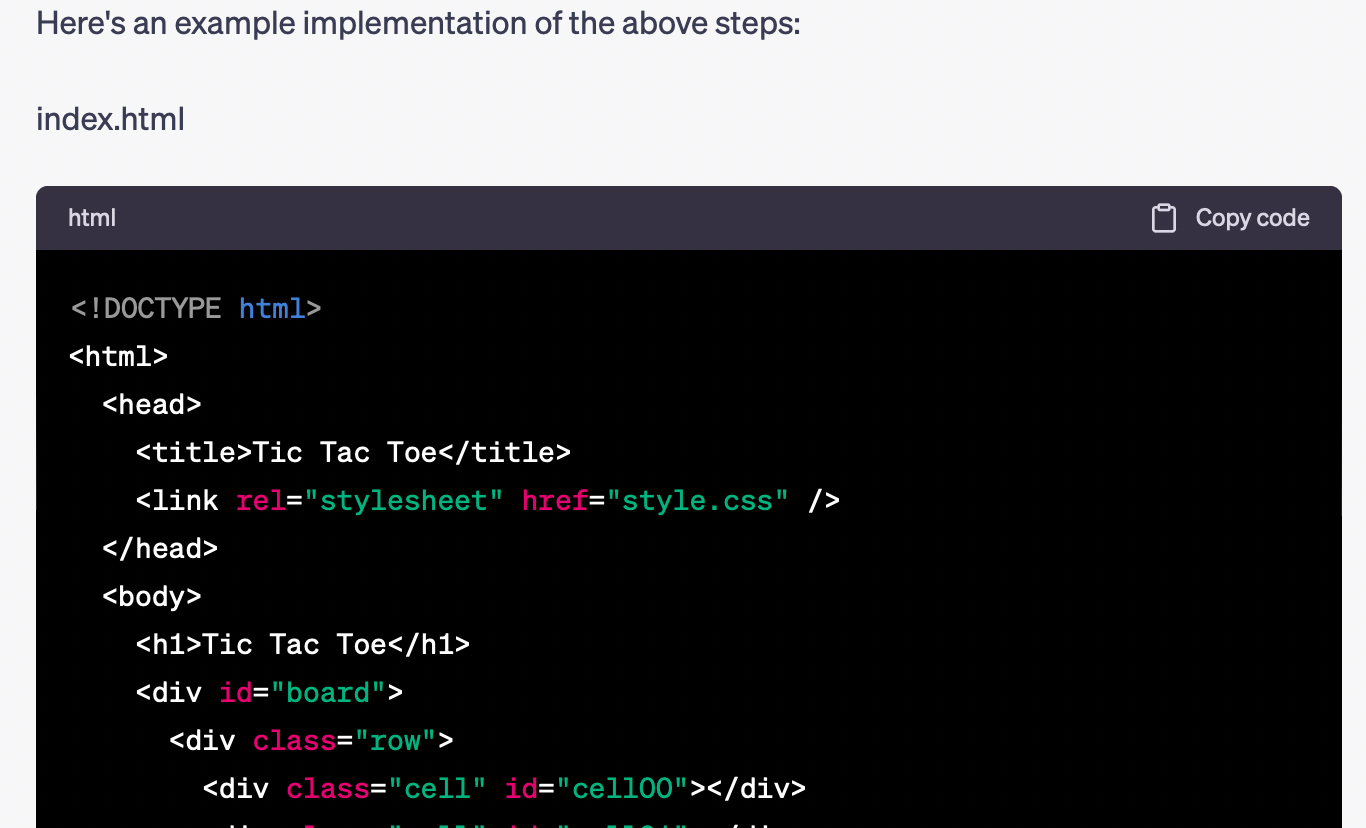 Here's an example implementation of the above steps:
index.html
html
Copy code
<!DOCTYPE html>
<html>
<head>
<title>Tic Tac Toe</title>
<link rel="stylesheet" href="style.css" />
</head>
<body>
<h1>Tic Tac Toe</h1>
<div id="board">
<div class="row">
<div class="cell" id="cell00"></div>